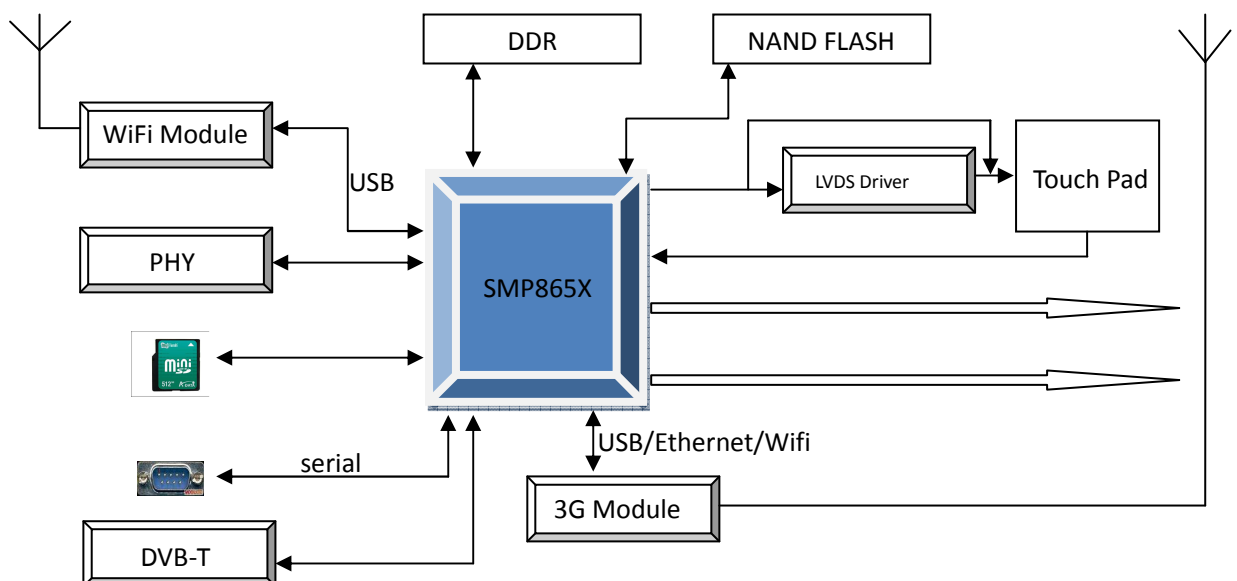 DDR
NAND FLASH
WiFi Module
USB
LVDS Driver
Touch Pad
PHY
SMP865X
mini
512
serial
USB/Ethernet/Wifi
3G Module
DVB-T